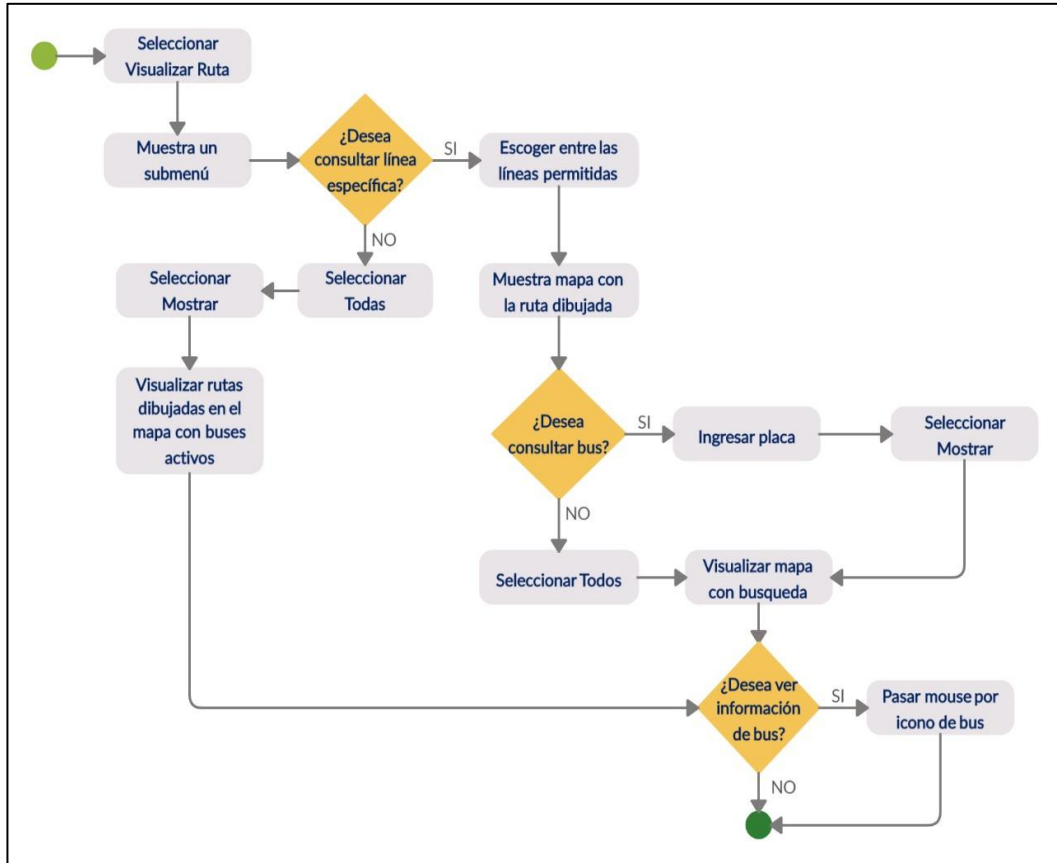 Seleccionar
Visualizar Ruta
Muestra un
submenú
¿Desea
consultar línea
específica?
SI
Escoger entre las
líneas permitidas
NO
Seleccionar
Mostrar
Seleccionar
Todas
Muestra mapa con
la ruta dibujada
Visualizar rutas
dibujadas en el
mapa con buses
activos
¿Desea
consultar bus?
SI
Ingresar placa
Seleccionar
Mostrar
NO
Seleccionar Todos
Visualizar mapa
con busqueda
¿Desea ver
información
de bus?
SI
Pasar mouse por
icono de bus
NO